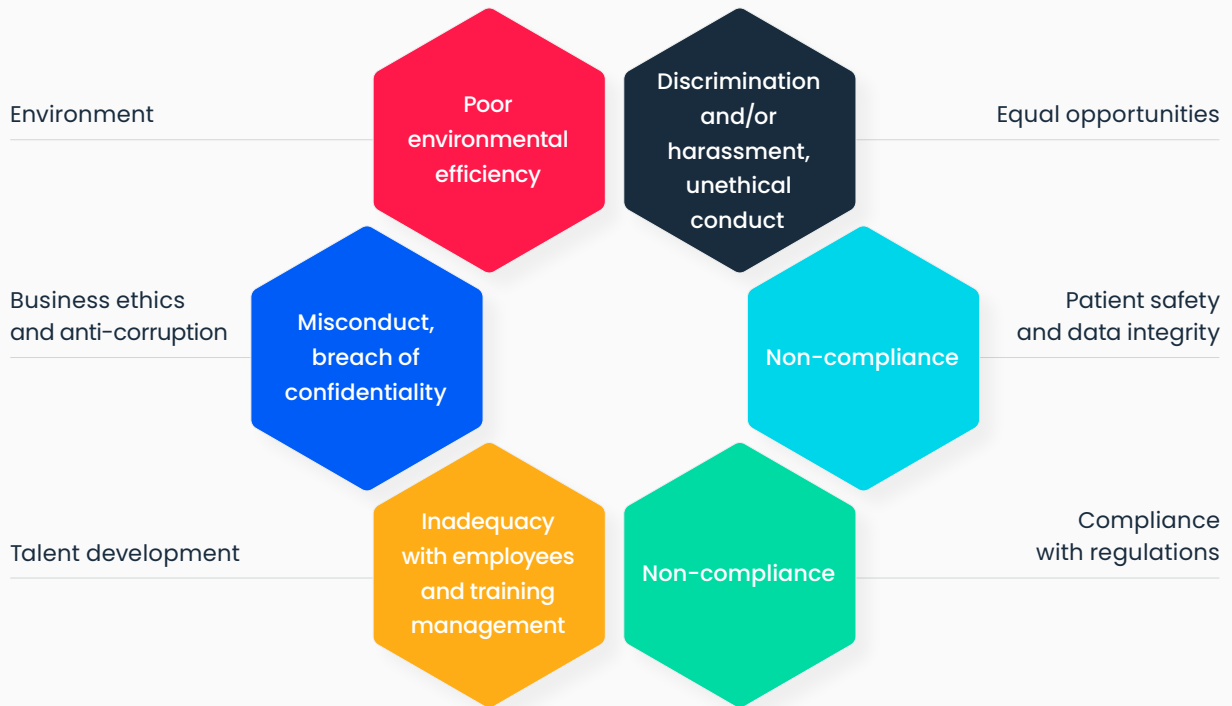 Environment
Poor
environmental
efficiency
Discrimination
and/or
harassment,
unethical
conduct
Equal opportunities
Business ethics
and anti-corruption
Misconduct,
breach of
confidentiality
Non-compliance
Patient safety
and data integrity
Talent development
Inadequacy
with employees
and training
management
Non-compliance
Compliance
with regulations